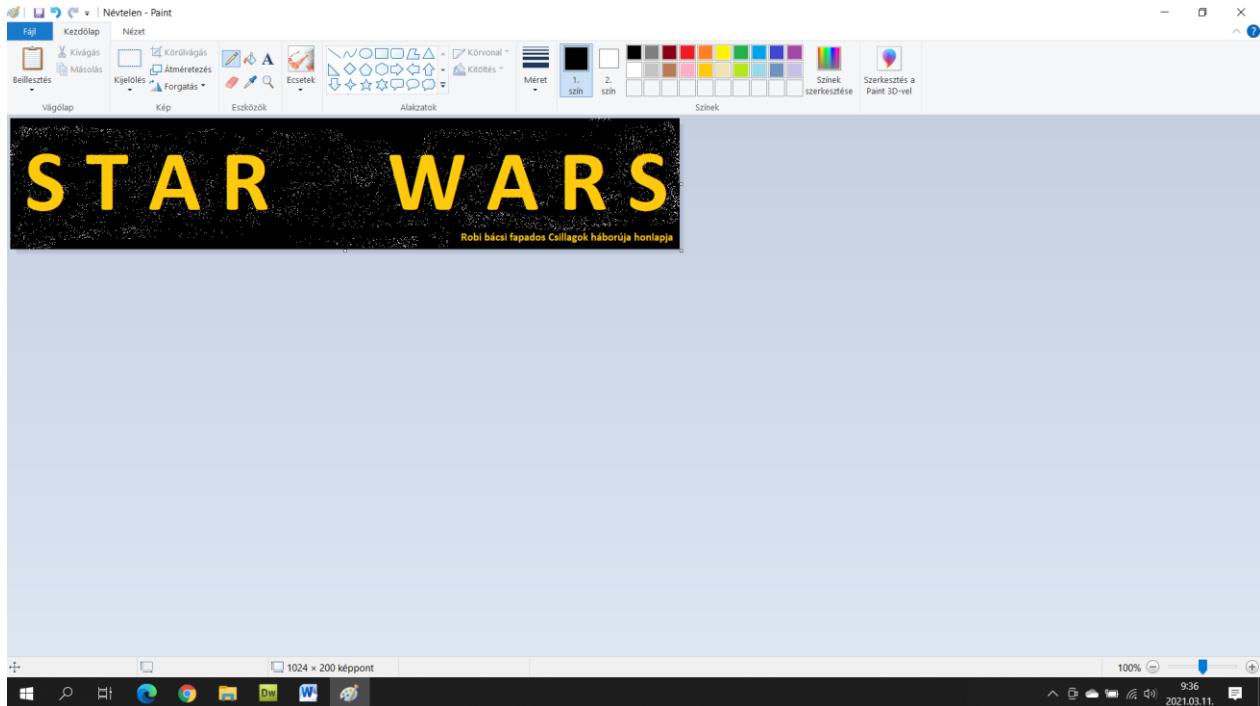 Névtelen - Paint
Fájl Kezdőlap Nézet
Beillesztés
Kivágás
Másolás
Vágólap
Kijelölés
Körülvágás
Átméretezés
Forgatás
Kép
A
Eszközök
Ecsetek
Alakzatok
Körvonal
Kitöltés
Méret
1.
szín
2.
szín
Színek
Színek
szerkesztése
Szerkesztés a
Paint 3D-vel
STAR WARS
Robi bácsi fapados Csillagok háborúja honlapja
1024 × 200 képpont
100%
Dw
W
9:36
2021.03.11.